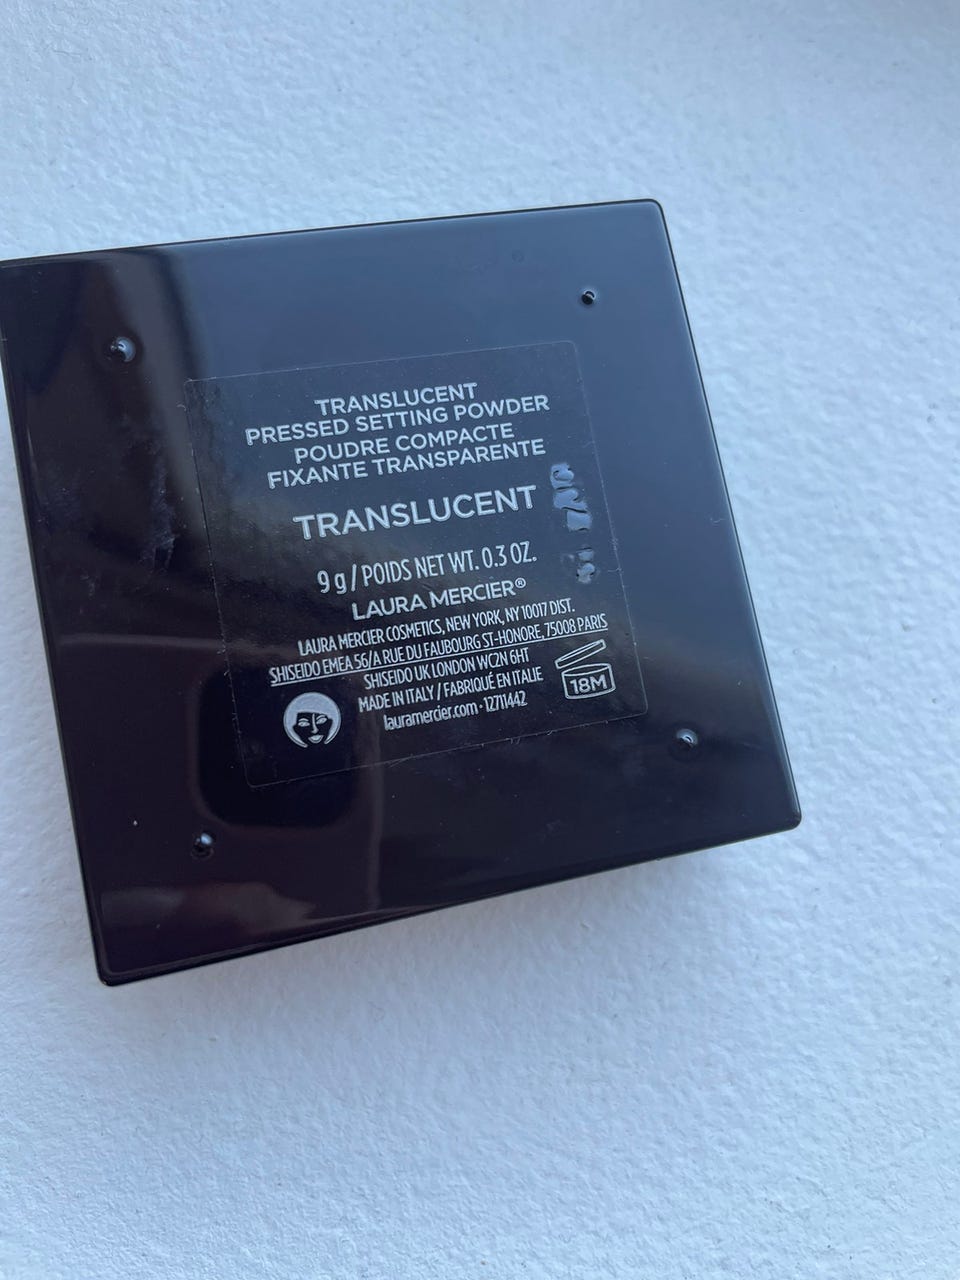 TRANSLUCENT
PRESSED SETTING POWDER
POUDRE COMPACTE
FIXANTE TRANSPARENTE
TRANSLUCENT
9 g / POIDS NET WT. 0.3 OZ.
LAURA MERCIER®
LAURA MERCIER COSMETICS, NEW YORK, NY 10017 DIST.
SHISEIDO EMEA 56/A RUE DU FAUBOURG ST-HONORE, 75008 PARIS
SHISEIDO UK LONDON WC2N 6HT
MADE IN ITALY / FABRIQUÉ EN ITALIE
lauramercier.com • 12711442
18M